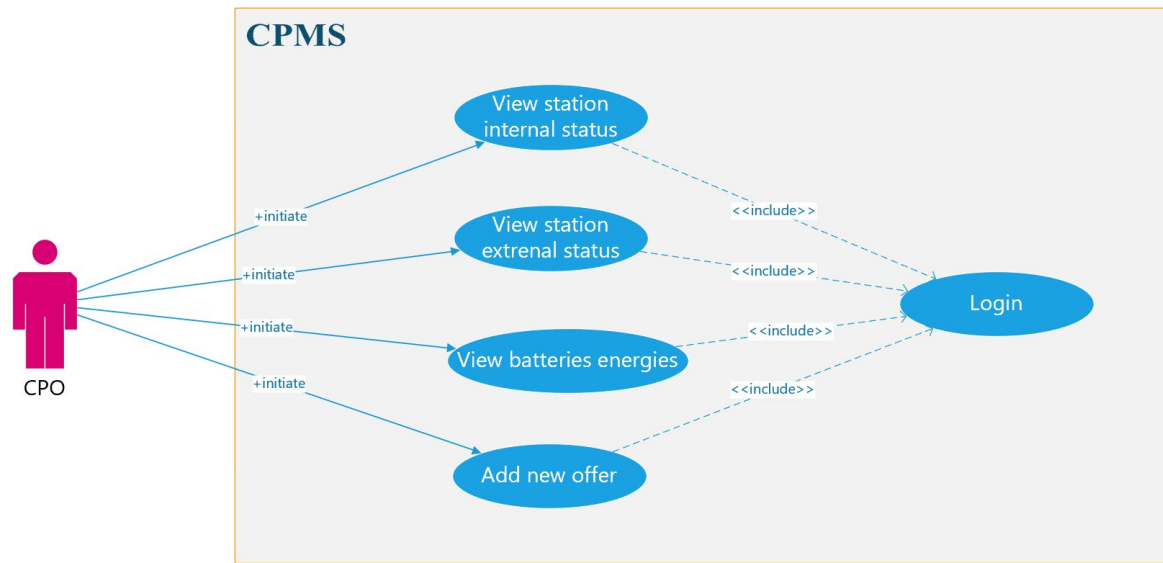 CPMS
View station
internal status
+initiate
<<include>>
View station
extrenal status
+initiate
<<include>>
Login
+initiate
<<include>>
View batteries energies
CPO
+initiate
<<include>>
Add new offer